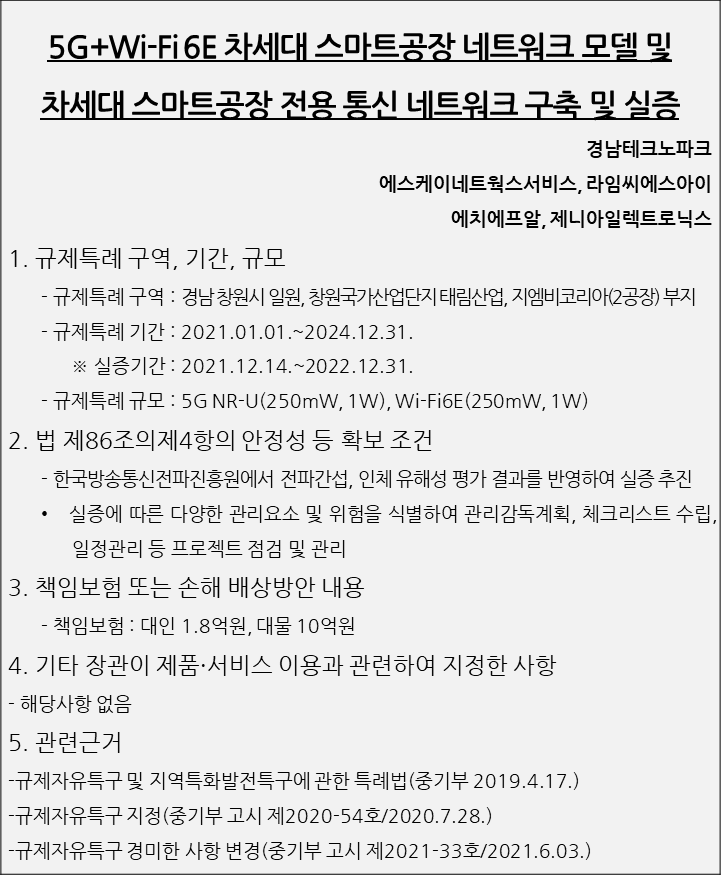 5G+Wi-Fi 6E 차세대 스마트공장 네트워크 모델 및
차세대 스마트공장 전용 통신 네트워크 구축 및 실증
경남테크노파크
에스케이네트웍스서비스, 라임씨에스아이
에치에프알, 제니아일렉트로닉스
1. 규제특례 구역, 기간, 규모
- 규제특례 구역 : 경남 창원시 일원, 창원국가산업단지 태림산업, 지엠비코리아(2공장) 부지
- 규제특례 기간 : 2021.01.01.~2024.12.31.
※ 실증기간 : 2021.12.14.~2022.12.31.
- 규제특례 규모 : 5G NR-U(250mW, 1W), Wi-Fi6E(250mW, 1W)
2. 법 제86조의제4항의 안정성 등 확보 조건
- 한국방송통신전파진흥원에서 전파간섭, 인체 유해성 평가 결과를 반영하여 실증 추진
• 실증에 따른 다양한 관리요소 및 위험을 식별하여 관리감독계획, 체크리스트 수립,
일정관리 등 프로젝트 점검 및 관리
3. 책임보험 또는 손해 배상방안 내용
- 책임보험 : 대인 1.8억원, 대물 10억원
4. 기타 장관이 제품·서비스 이용과 관련하여 지정한 사항
- 해당사항 없음
5. 관련근거
-규제자유특구 및 지역특화발전특구에 관한 특례법(중기부 2019.4.17.)
-규제자유특구 지정(중기부 고시 제2020-54호/2020.7.28.)
-규제자유특구 경미한 사항 변경(중기부 고시 제2021-33호/2021.6.03.)